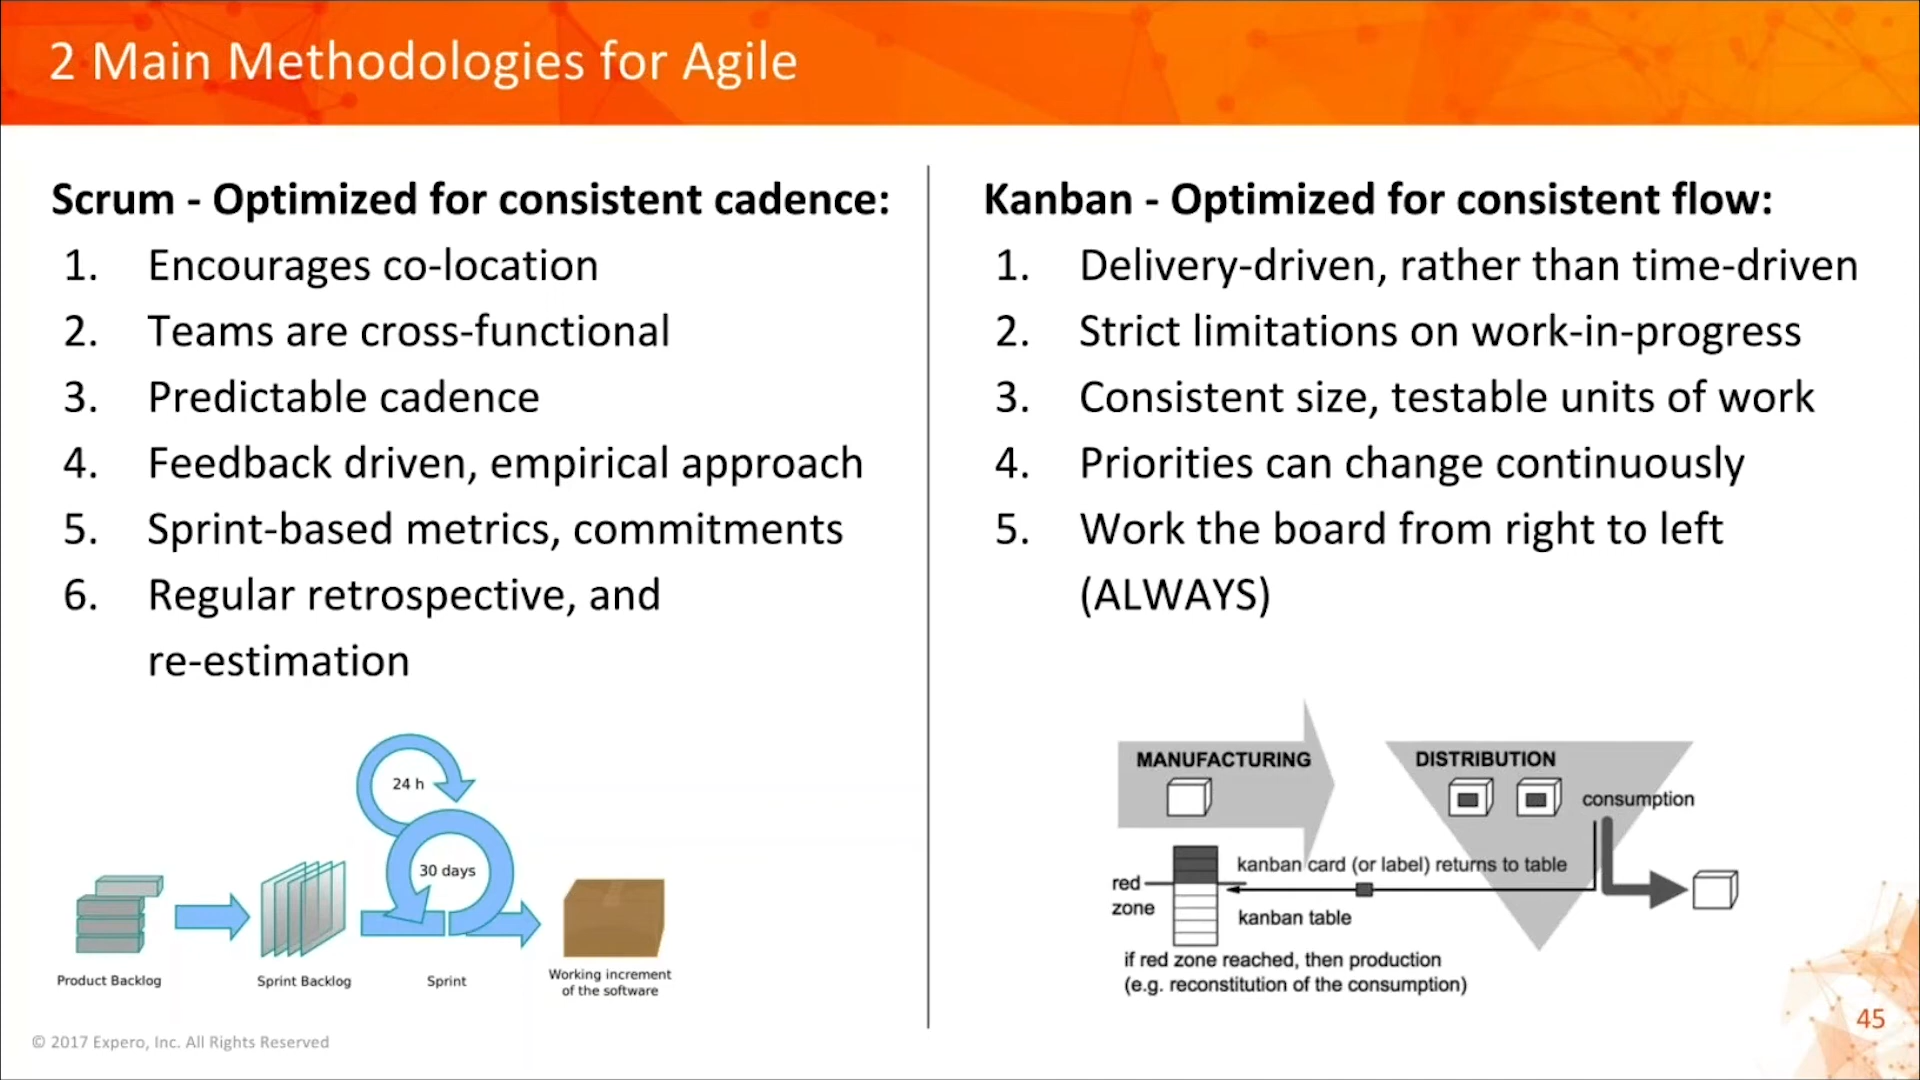 2 Main Methodologies for Agile
Scrum - Optimized for consistent cadence:
1. Encourages co-location
2. Teams are cross-functional
3. Predictable cadence
4. Feedback driven, empirical approach
5. Sprint-based metrics, commitments
6. Regular retrospective, and
re-estimation
24 h
30 days
Product Backlog
Sprint Backlog
Sprint
Working increment
of the software
Kanban - Optimized for consistent flow:
1. Delivery-driven, rather than time-driven
2. Strict limitations on work-in-progress
3. Consistent size, testable units of work
4. Priorities can change continuously
5. Work the board from right to left
(ALWAYS)
MANUFACTURING
DISTRIBUTION
consumption
kanban card (or label) returns to table
red
zone
kanban table
if red zone reached, then production
(e.g. reconstitution of the consumption)
© 2017 Expero, Inc. All Rights Reserved
45